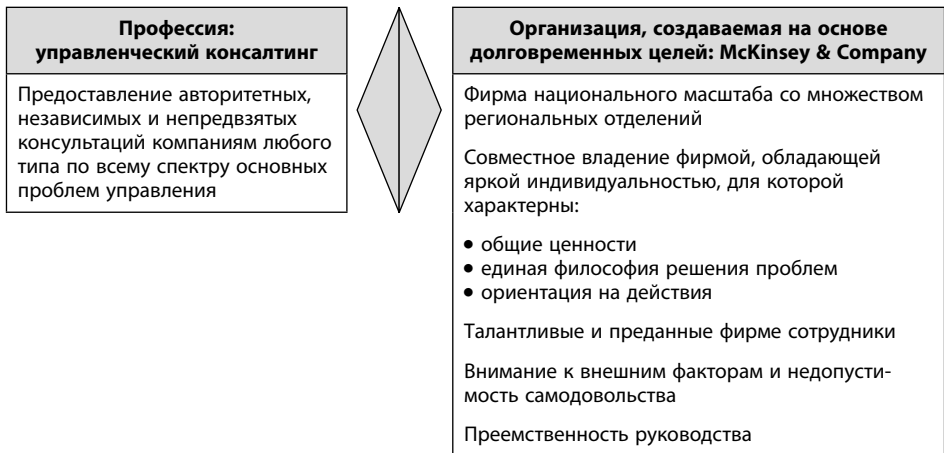 Профессия:
управленческий консалтинг
Предоставление авторитетных,
независимых и непредвзятых
консультаций компаниям любого
типа по всему спектру основных
проблем управления
Организация, создаваемая на основе
долговременных целей: McKinsey & Company
Фирма национального масштаба со множеством
региональных отделений
Совместное владение фирмой, обладающей
яркой индивидуальностью, для которой
характерны:
• общие ценности
• единая философия решения проблем
• ориентация на действия
Талантливые и преданные фирме сотрудники
Внимание к внешним факторам и недопусти-
мость самодовольства
Преемственность руководства